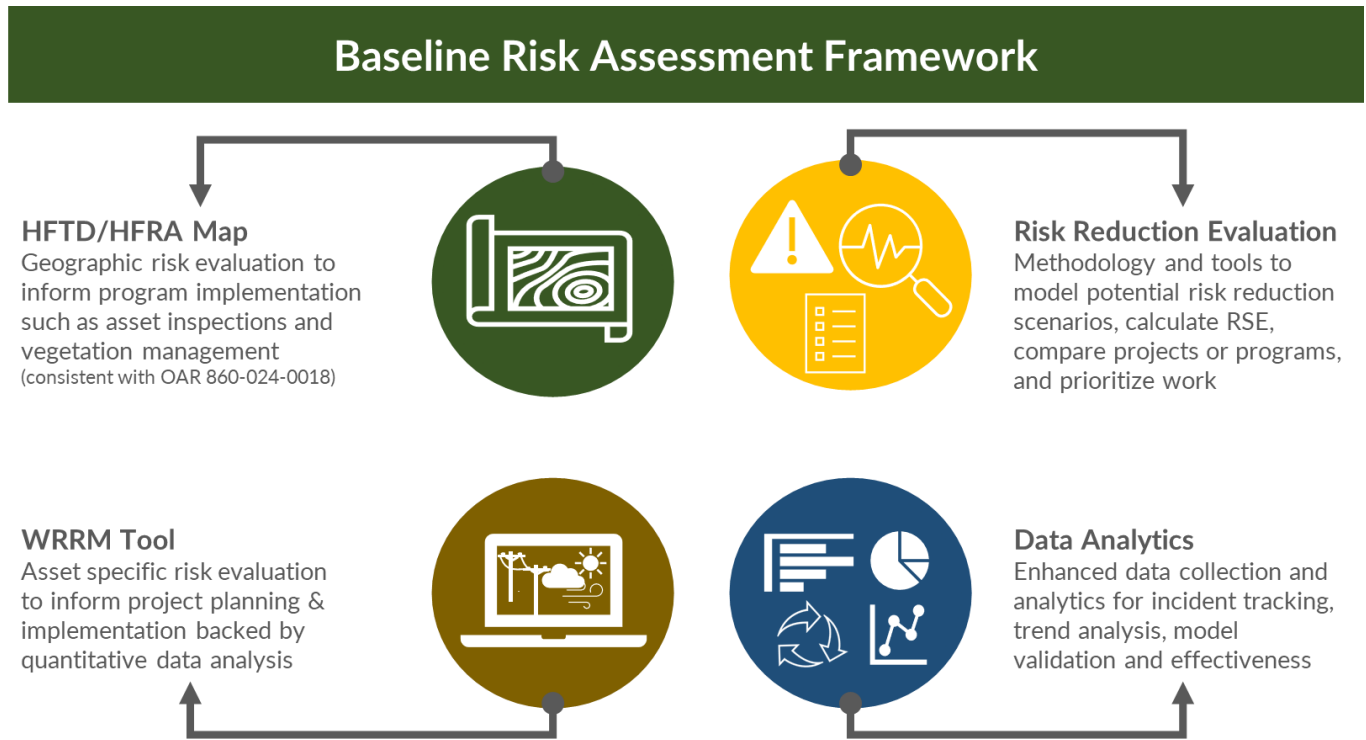 Baseline Risk Assessment Framework
HFTD/HFRA Map
Geographic risk evaluation to
inform program implementation
such as asset inspections and
vegetation management
(consistent with OAR 860-024-0018)
Risk Reduction Evaluation
Methodology and tools to
model potential risk reduction
scenarios, calculate RSE,
compare projects or programs,
and prioritize work
WRRM Tool
Asset specific risk evaluation
to inform project planning &
implementation backed by
quantitative data analysis
Data Analytics
Enhanced data collection and
analytics for incident tracking,
trend analysis, model
validation and effectiveness